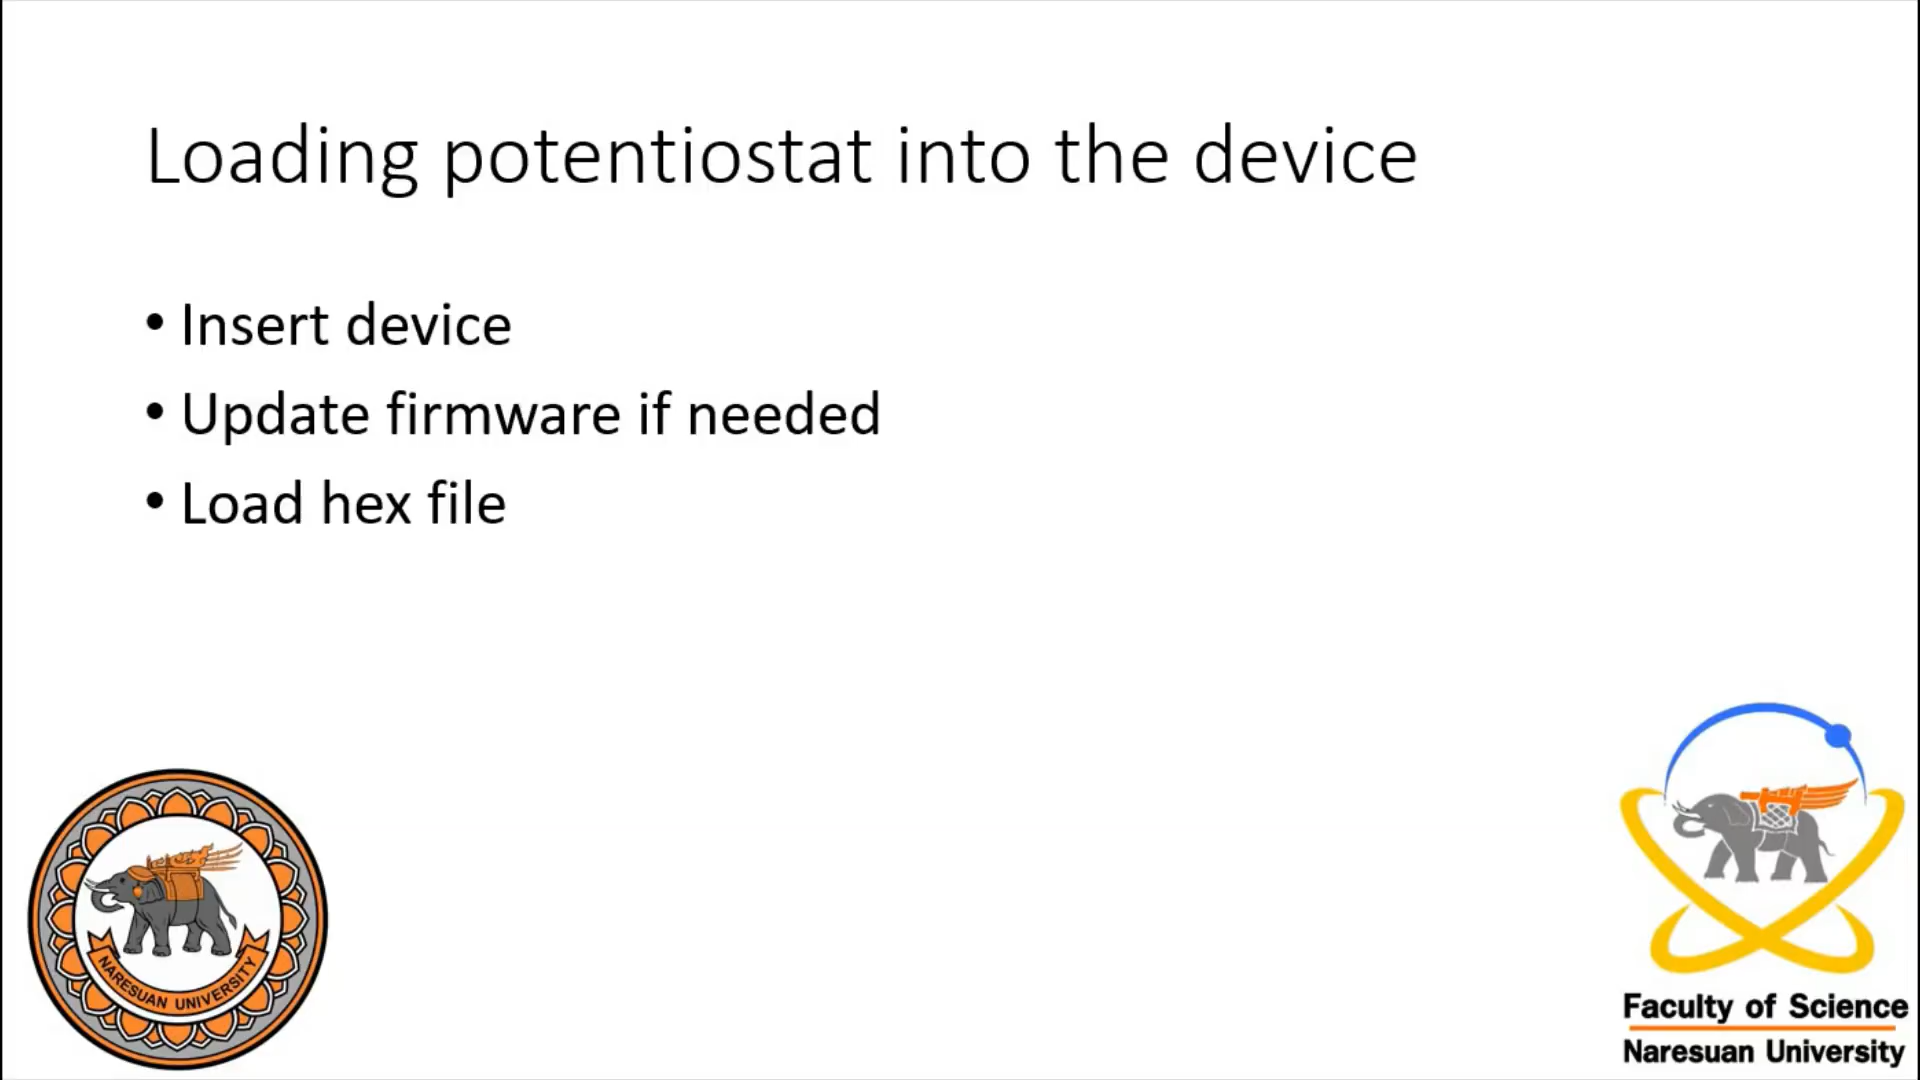 Loading potentiostat into the device
• Insert device
• Update firmware if needed
• Load hex file
NARESUAN UNIVERSITY
Faculty of Science
Naresuan University